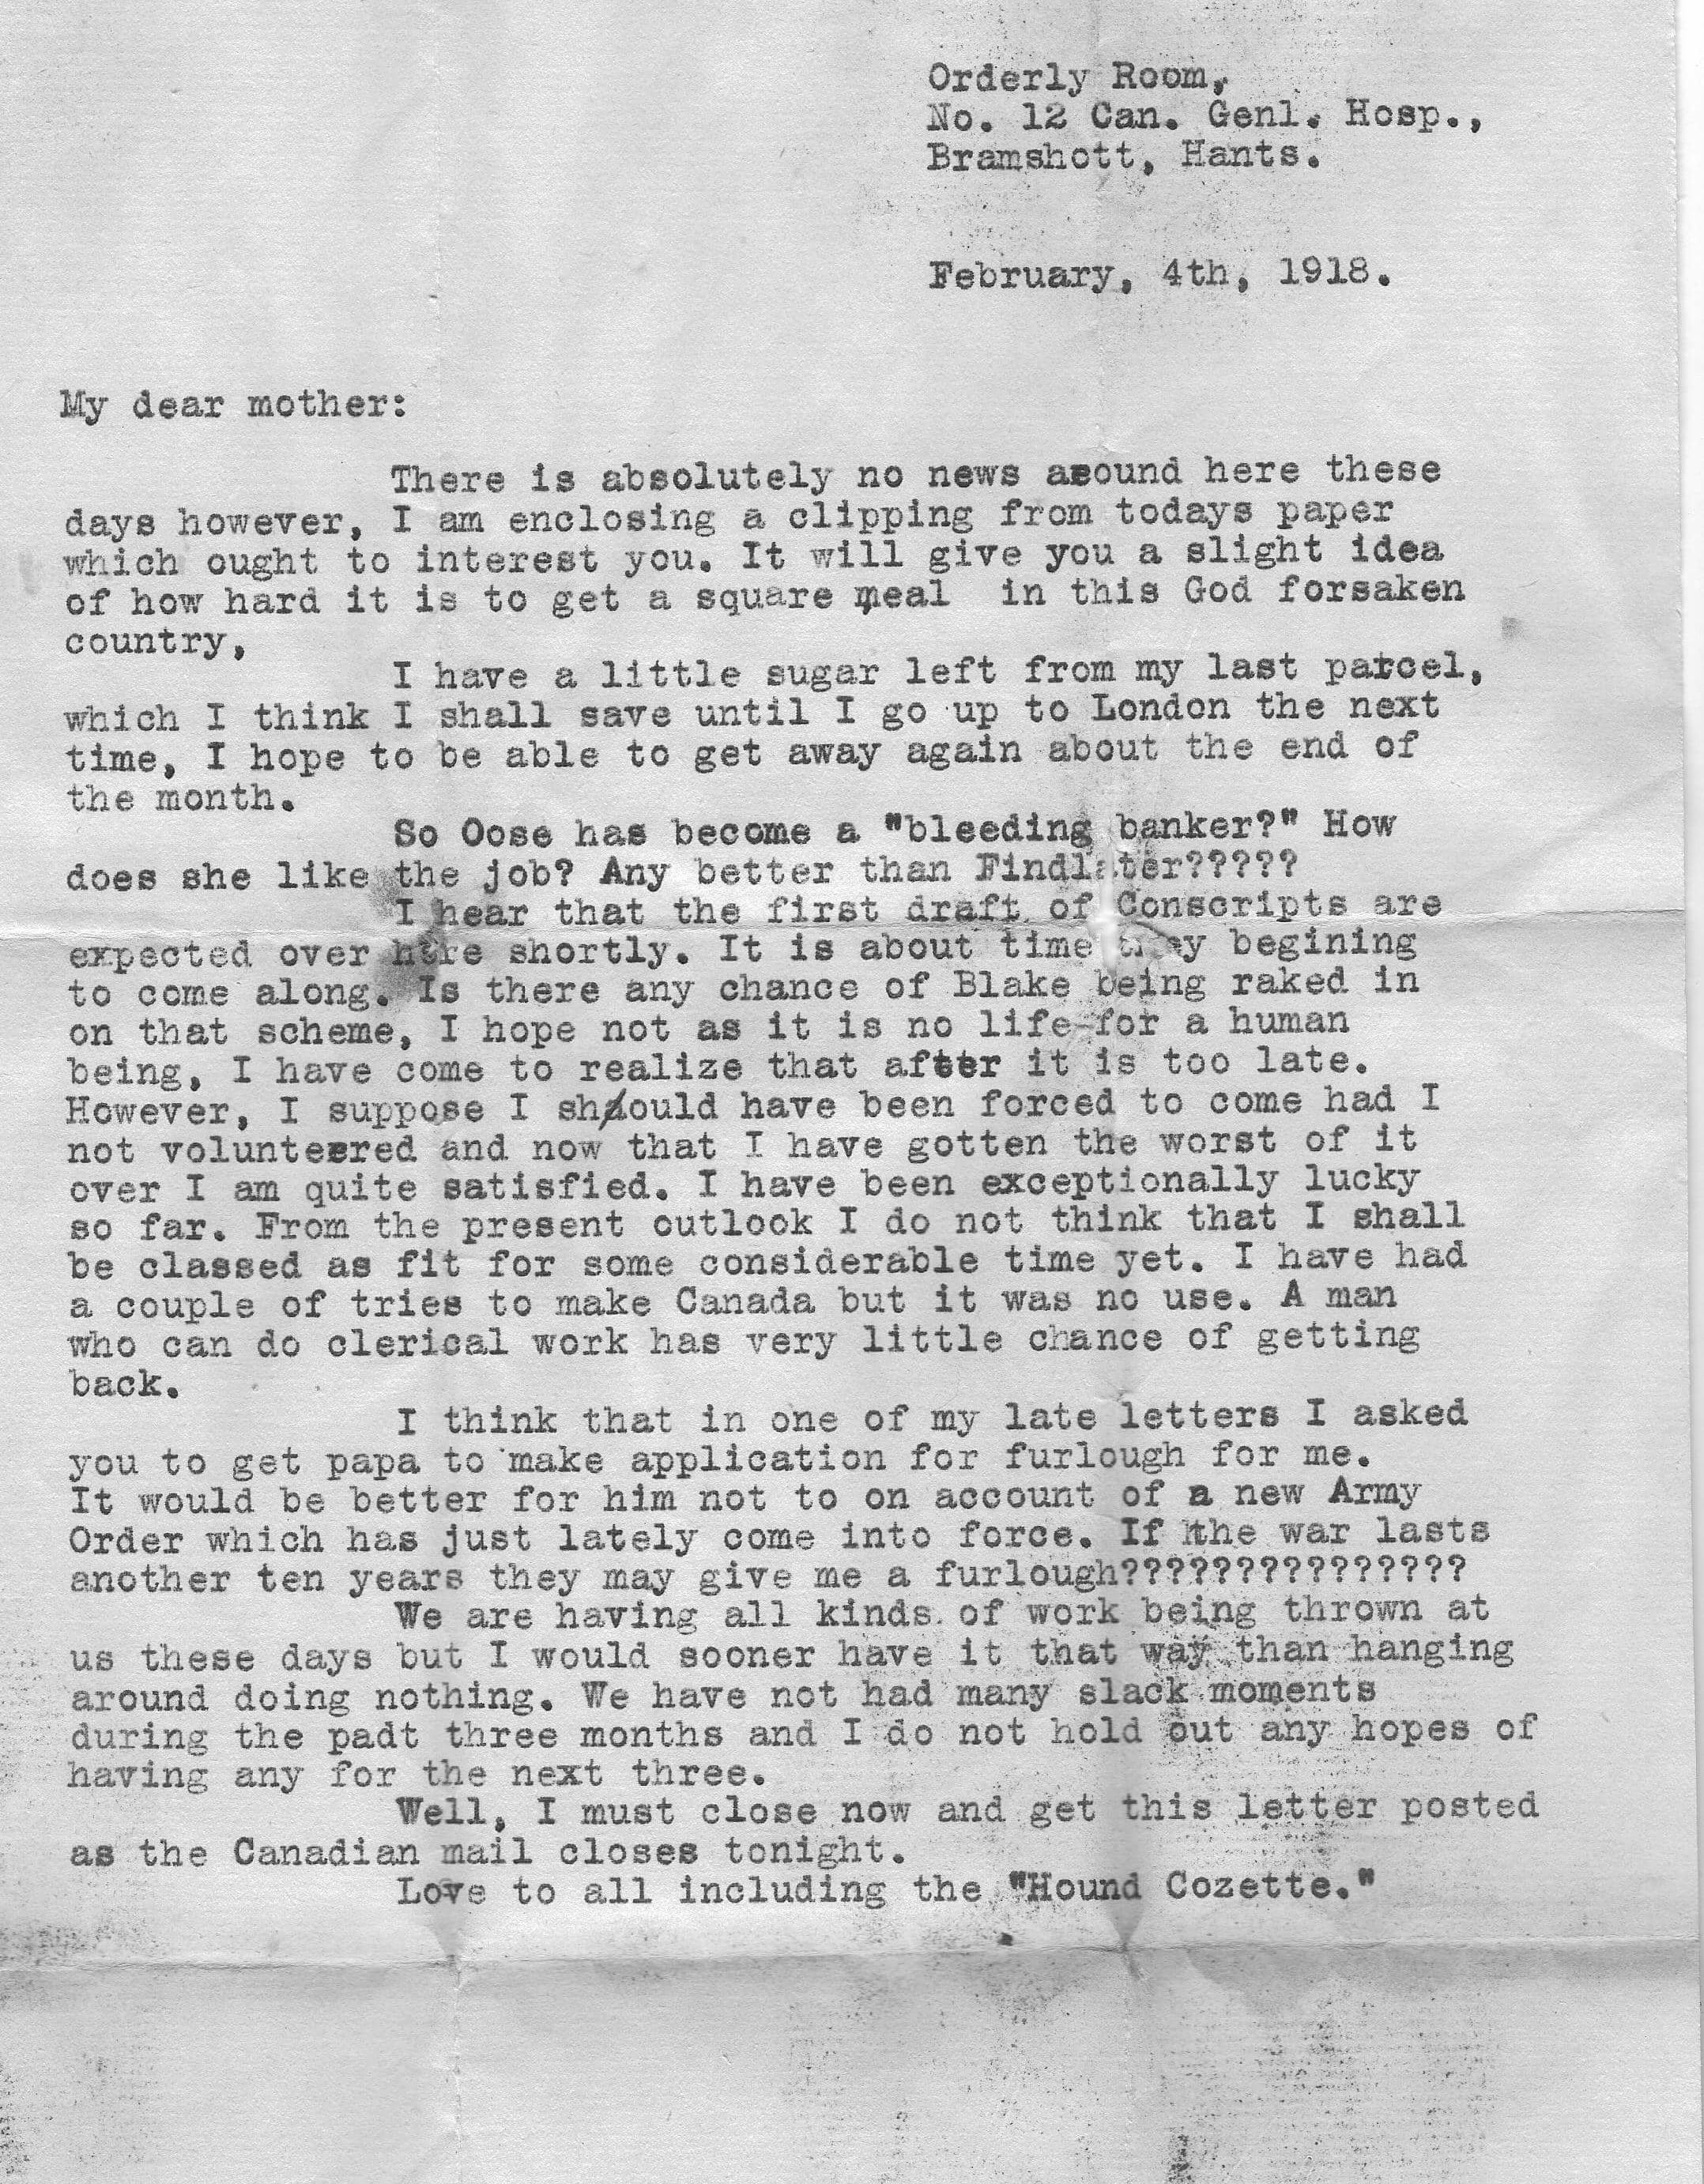 Orderly Room,
No. 12 Can. Genl. Hosp.,
Bramshott, Hants.
February, 4th, 1918.
My dear mother:
There is absolutely no news around here these
days however, I am enclosing a clipping from todays paper
which ought to interest you. It will give you a slight idea
of how hard it is to get a square meal in this God forsaken
country,
I have a little sugar left from my last parcel,
which I think I shall save until I go up to London the next
time, I hope to be able to get away again about the end of
the month.
So Oose has become a "bleeding banker?" How
does she like the job? Any better than Findlater?????
I hear that the first draft of Conscripts are
expected over here shortly. It is about time they begining
to come along. Is there any chance of Blake being raked in
on that scheme, I hope not as it is no life for a human
being, I have come to realize that after it is too late.
However, I suppose I should have been forced to come had I
not volunteered and now that I have gotten the worst of it
over I am quite satisfied. I have been exceptionally lucky
so far. From the present outlook I do not think that I shall
be classed as fit for some considerable time yet. I have had
a couple of tries to make Canada but it was no use. A man
who can do clerical work has very little chance of getting
back.
I think that in one of my late letters I asked
you to get papa to make application for furlough for me.
It would be better for him not to on account of a new Army
Order which has just lately come into force. If the war lasts
another ten years they may give me a furlough???????????????
We are having all kinds of work being thrown at
us these days but I would sooner have it that way than hanging
around doing nothing. We have not had many slack moments
during the padt three months and I do not hold out any hopes of
having any for the next three.
Well, I must close now and get this letter posted
as the Canadian mail closes tonight.
Love to all including the "Hound Cozette."